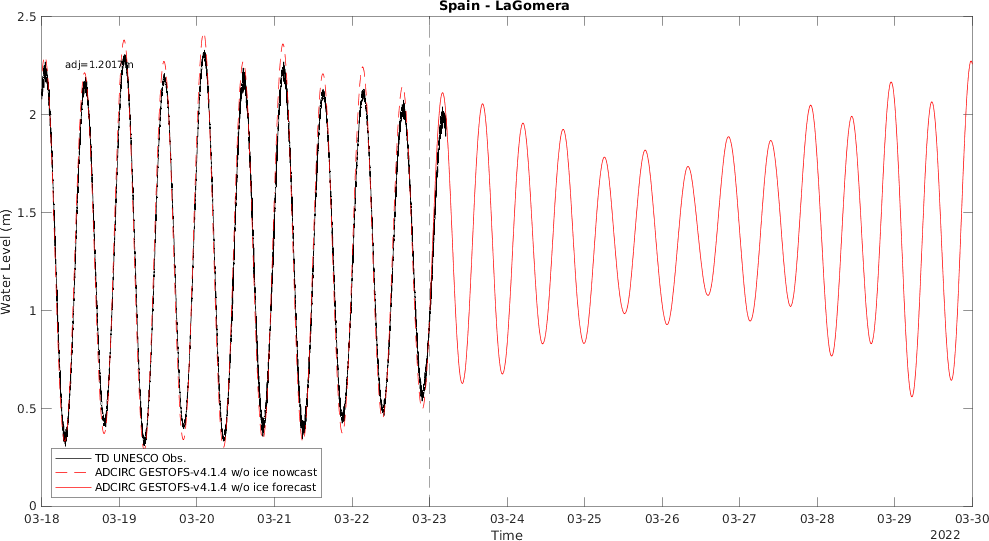 Spain - LaGomera
2.5
adj=1.2017m
2
1.5
Water Level (m)
1
0.5
TD UNESCO Obs.
ADCIRC GESTOFS-v4.1.4 w/o ice nowcast
ADCIRC GESTOFS-v4.1.4 w/o ice forecast
0
03-18 03-19 03-20 03-21 03-22 03-23 03-24 03-25 03-26 03-27 03-28 03-29 03-30
Time
2022